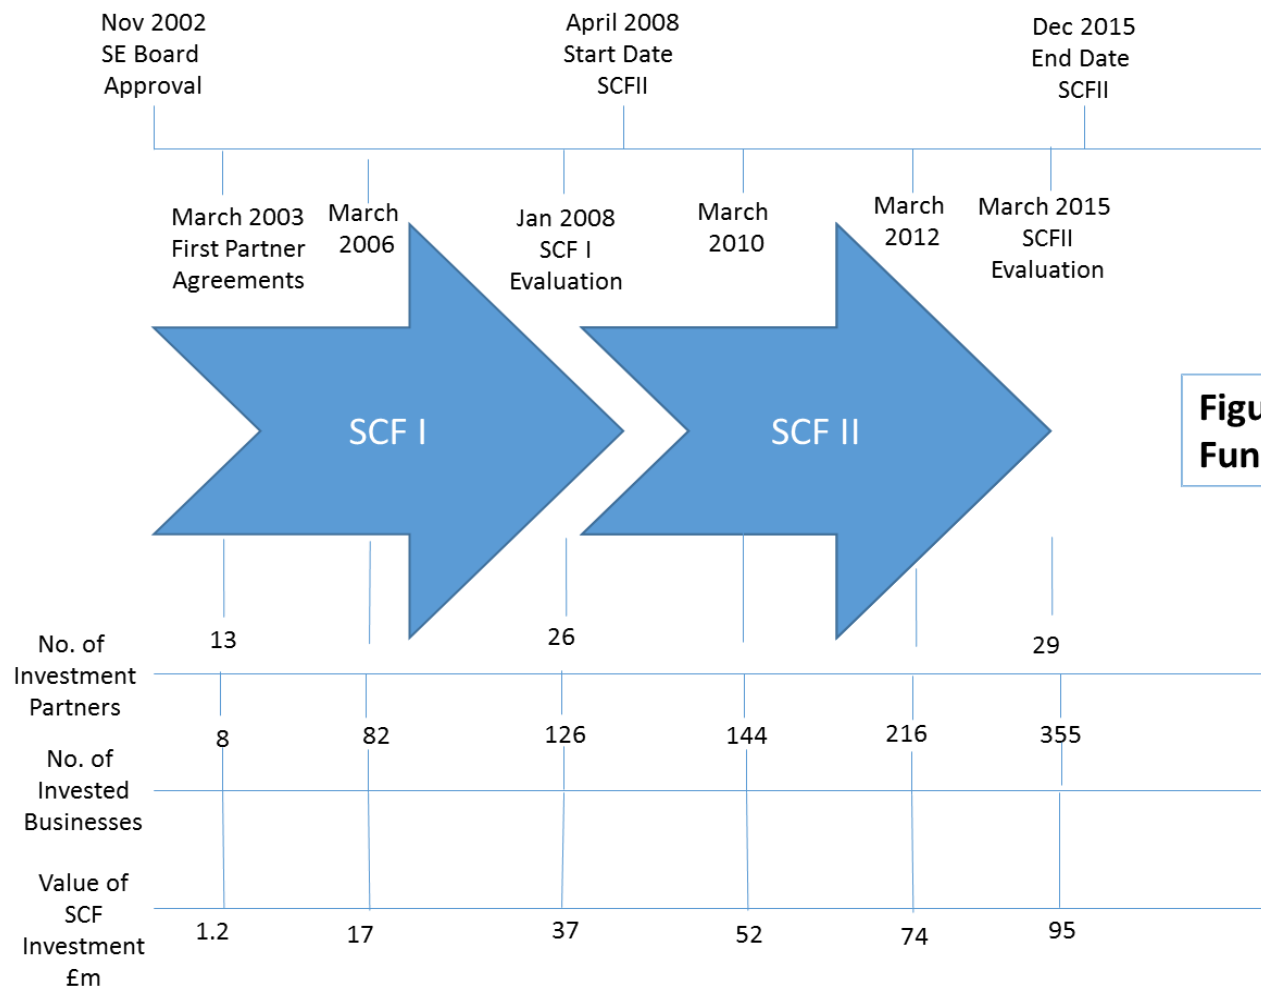 Nov 2002
SE Board
Approval
April 2008
Start Date
SCFII
Dec 2015
End Date
SCFII
March 2003
First Partner
Agreements
March
2006
Jan 2008
SCF I
Evaluation
March
2010
March
2012
March 2015
SCFII
Evaluation
SCF I
SCF II
Figu
Fun
No. of
Investment
Partners
13
26
29
8
82
126
144
216
355
No. of
Invested
Businesses
Value of
SCF
Investment
£m
1.2
17
37
52
74
95